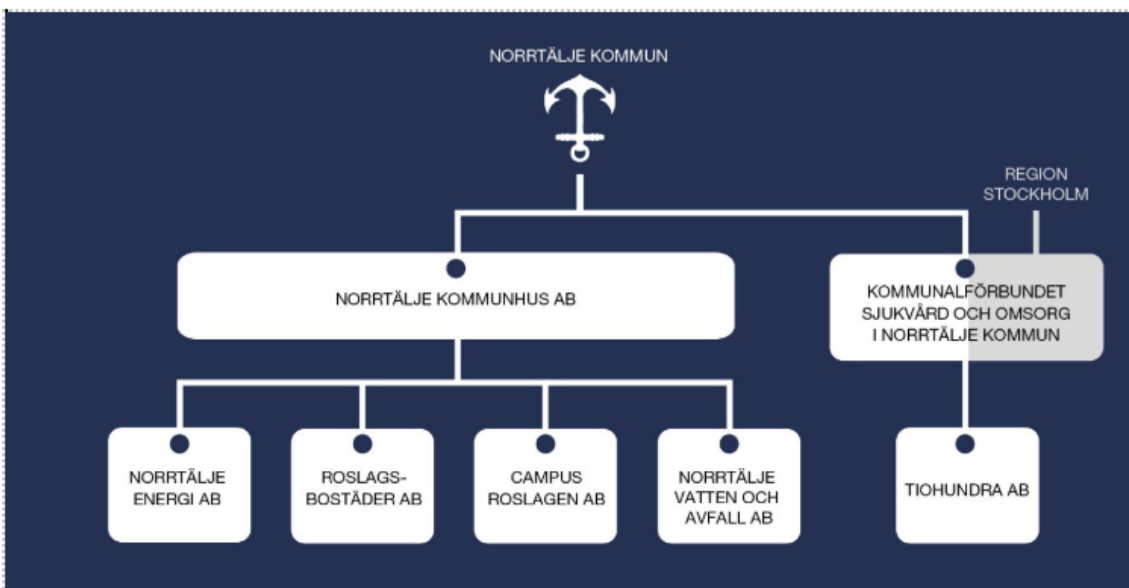 NORRTÄLJE KOMMUN
REGION
STOCKHOLM
NORRTÄLJE KOMMUNHUS AB
KOMMUNALFÖRBUNDET
SJUKVÅRD OCH OMSORG
I NORRTÄLJE KOMMUN
NORRTÄLJE
ENERGI AB
ROSLAGS-
BOSTÄDER AB
CAMPUS
ROSLAGEN AB
NORRTÄLJE
VATTEN OCH
AVFALL AB
TIOHUNDRA AB